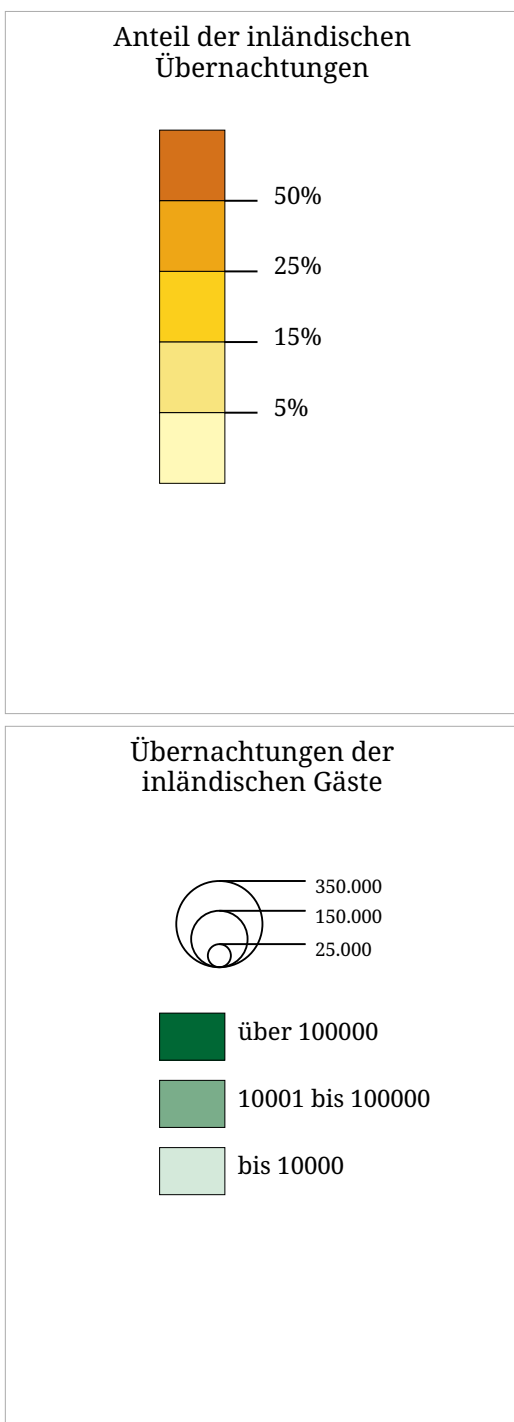 Anteil der inländischen
Übernachtungen
50%
25%
15%
5%
Übernachtungen der
inländischen Gäste
350.000
150.000
25.000
über 100000
10001 bis 100000
bis 10000